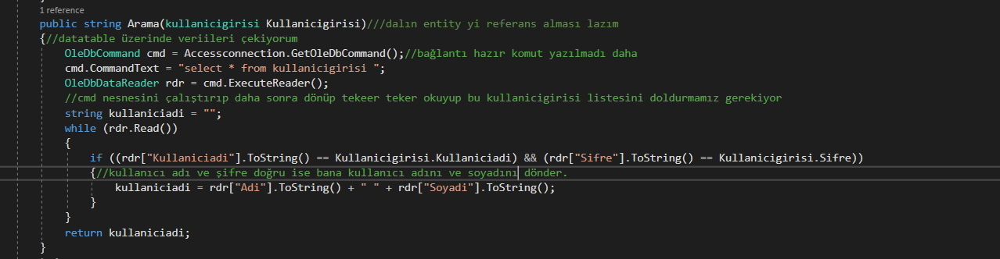 1 reference
public string Arama(kullanicigirisi Kullanicigirisi)///dalın entity yi referans alması lazım
{//datatable üzerinde veriileri çekiyorum
OleDbCommand cmd = Accessconnection.GetOleDbCommand();//bağlantı hazır komut yazılmadı daha
cmd.CommandText = "select * from kullanicigirisi ";
OleDbDataReader rdr = cmd.ExecuteReader();
//cmd nesnesini çalıştırıp daha sonra dönüp tekeer teker okuyup bu kullanicigirisi listesini doldurmamız gerekiyor
string kullaniciadi = "";
while (rdr.Read())
{
if ((rdr["Kullaniciadi"].ToString() == Kullanicigirisi.Kullaniciadi) && (rdr["Sifre"].ToString() == Kullanicigirisi.Sifre))
{//kullanıcı adı ve şifre doğru ise bana kullanıcı adını ve soyadını dönder.
kullaniciadi = rdr["Adi"].ToString() + " " + rdr["Soyadi"].ToString();
}
}
return kullaniciadi;
}